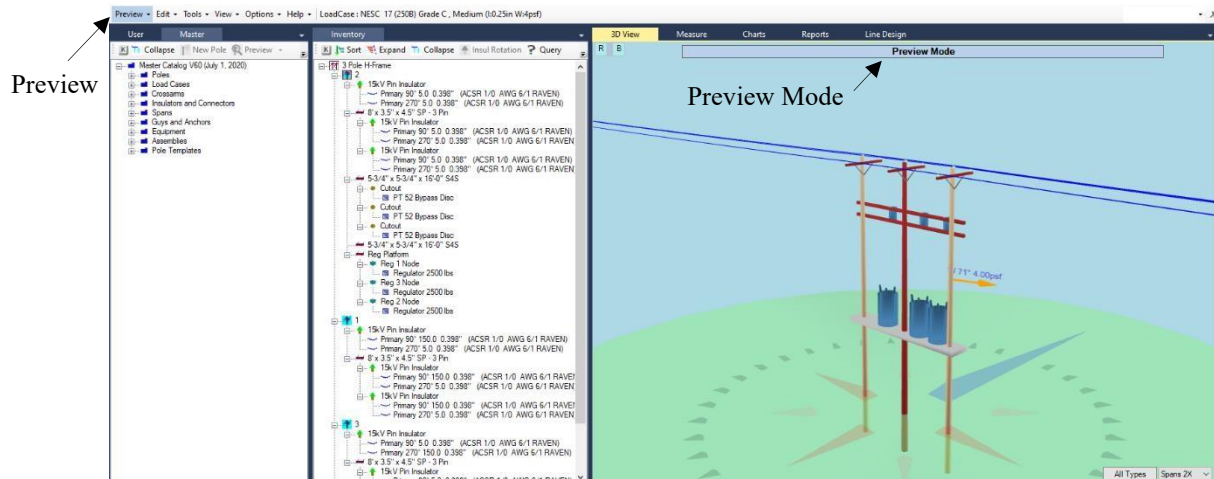 Preview
Preview Mode
Preview Edit Tools View Options Help LoadCase : NESC 17 (250B) Grade C , Medium (I:0.25in W:4psf)
User Master
Collapse New Pole Preview
Master Catalog V60 (July 1, 2020)
Poles
Load Cases
Crossarms
Insulators and Connectors
Spans
Guys and Anchors
Equipment
Assemblies
Pole Templates
Inventory
Sort Expand Collapse Insul Rotation ? Query
3 Pole H-Frame
2
15kV Pin Insulator
Primary 90° 5.0 0.398" (ACSR 1/0 AWG 6/1 RAVEN)
Primary 270° 5.0 0.398" (ACSR 1/0 AWG 6/1 RAVEN)
8' x 3.5" x 4.5" SP - 3 Pin
15kV Pin Insulator
Primary 90° 5.0 0.398" (ACSR 1/0 AWG 6/1 RAVEN)
Primary 270° 5.0 0.398" (ACSR 1/0 AWG 6/1 RAVEN)
15kV Pin Insulator
Primary 90° 5.0 0.398" (ACSR 1/0 AWG 6/1 RAVEN)
Primary 270° 5.0 0.398" (ACSR 1/0 AWG 6/1 RAVEN)
5-3/4" x 5-3/4" x 16'-0" S4S
Cutout
PT 52 Bypass Disc
Cutout
PT 52 Bypass Disc
Cutout
PT 52 Bypass Disc
5-3/4" x 5-3/4" x 16'-0" S4S
Reg Platform
Reg 1 Node
Regulator 2500 lbs
Reg 3 Node
Regulator 2500 lbs
Reg 2 Node
Regulator 2500 lbs
1
15kV Pin Insulator
Primary 90° 150.0 0.398" (ACSR 1/0 AWG 6/1 RAVEN)
Primary 270° 5.0 0.398" (ACSR 1/0 AWG 6/1 RAVEN)
8' x 3.5" x 4.5" SP - 3 Pin
15kV Pin Insulator
Primary 90° 150.0 0.398" (ACSR 1/0 AWG 6/1 RAVEN
Primary 270° 5.0 0.398" (ACSR 1/0 AWG 6/1 RAVEN)
15kV Pin Insulator
Primary 90° 150.0 0.398" (ACSR 1/0 AWG 6/1 RAVEN
Primary 270° 5.0 0.398" (ACSR 1/0 AWG 6/1 RAVEN)
3
15kV Pin Insulator
Primary 90° 5.0 0.398" (ACSR 1/0 AWG 6/1 RAVEN)
Primary 270° 150.0 0.398" (ACSR 1/0 AWG 6/1 RAVEN)
8' x 3.5" x 4.5" SP - 3 Pin
15kV Pin Insulator
3D View Measure Charts Reports Line Design
R B
Preview Mode
71° 4.00psf
All Types Spans 2X